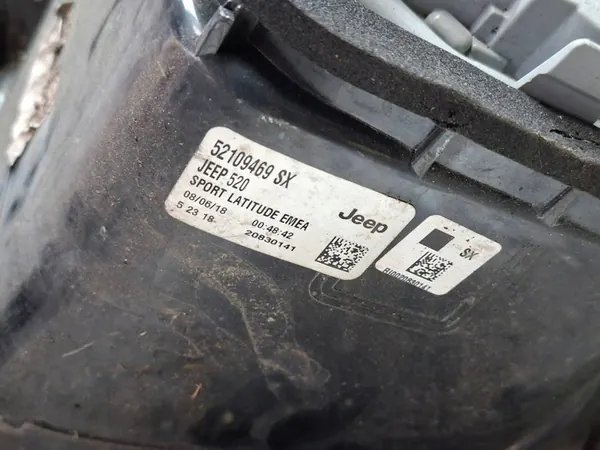 52109469 SX
JEEP 520
SPORT LATITUDE EMEA
08/06/18 00:48:42
5 23 18 20830141
Jeep
SX